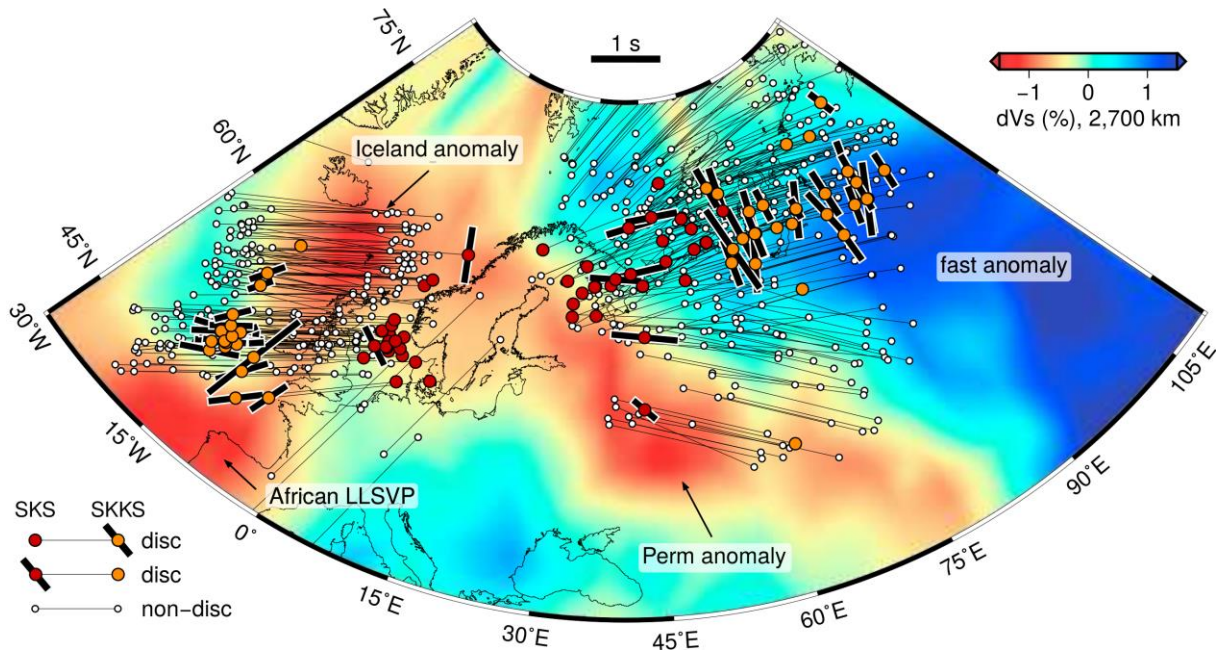 75°N
60°N
45°N
30°W
15°W
0°
15°E
30°E
45°E
60°E
75°E
90°E
105°E
1 s
−1 0 1
dVs (%), 2,700 km
Iceland anomaly
fast anomaly
African LLSVP
Perm anomaly
SKS SKKS
disc
disc
non−disc